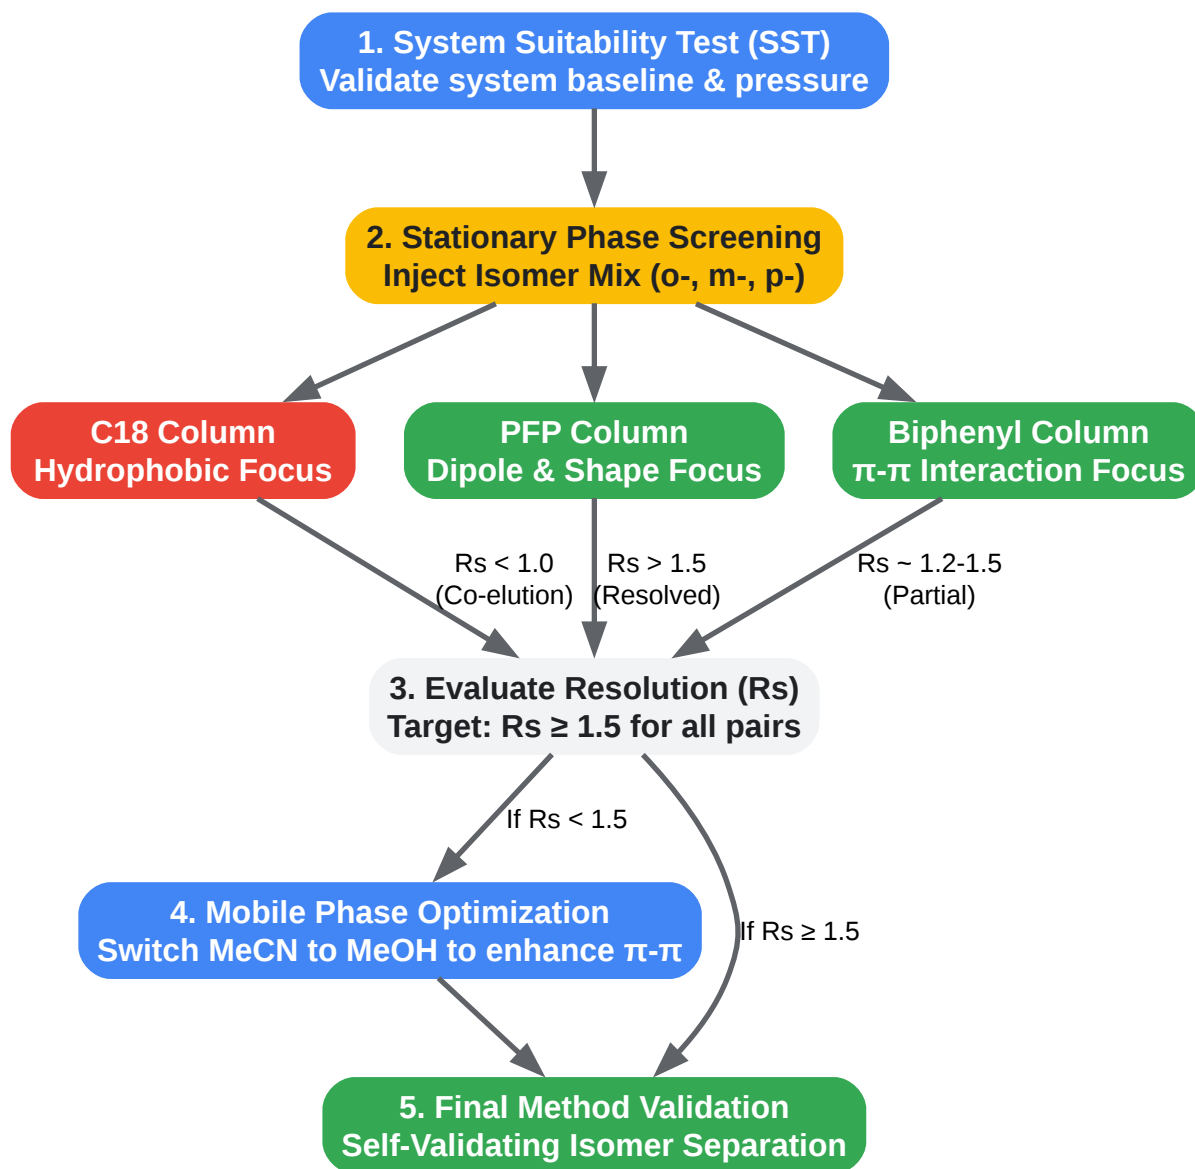 1. System Suitability Test (SST)
Validate system baseline & pressure
2. Stationary Phase Screening
Inject Isomer Mix (o-, m-, p-)
C18 Column
Hydrophobic Focus
PFP Column
Dipole & Shape Focus
Biphenyl Column
π-π Interaction Focus
Rs < 1.0
(Co-elution)
Rs > 1.5
(Resolved)
Rs ~ 1.2-1.5
(Partial)
3. Evaluate Resolution (Rs)
Target: Rs ≥ 1.5 for all pairs
If Rs < 1.5
4. Mobile Phase Optimization
Switch MeCN to MeOH to enhance π-π
If Rs ≥ 1.5
5. Final Method Validation
Self-Validating Isomer Separation